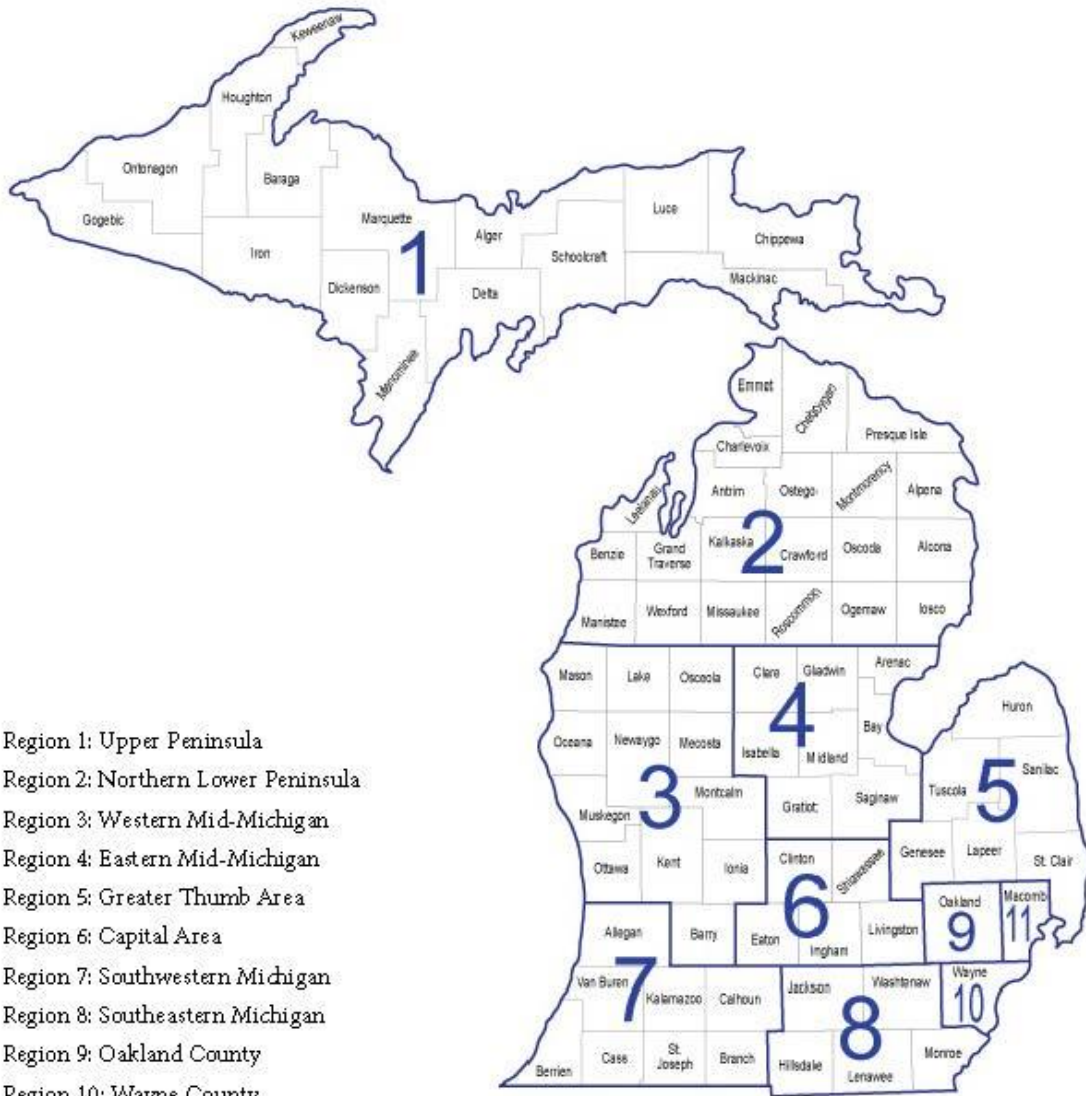 Keweenaw
Houghton
Ontonagon
Baraga
Gogebic
Marquette
Luce
Alger
Chippewa
Iron
Schoolcraft
1
Mackinac
Dickenson
Delta
Menominee
Emmet
Cheboygan
Presque Isle
Charlevoix
Antrim
Ostego
Montmorency
Alpena
Leelanau
2
Benzie
Grand
Traverse
Kalkaska
Crawford
Oscoda
Alcona
Manistee
Wexford
Missaukee
Roscommon
Ogemaw
Iosco
Mason
Lake
Osceola
Clare
Gladwin
Arenac
4
Huron
Oceana
Newaygo
Mecosta
Isabella
Midland
Bay
Sanilac
3
5
Montcalm
Tuscola
Muskegon
Gratiot
Saginaw
Ottawa
Kent
Ionia
Clinton
Shiawassee
Genesee
Lapeer
St. Clair
6
Oakland
Macomb
9
11
Allegan
Barry
Eaton
Ingham
Livingston
7
Van Buren
Kalamazoo
Calhoun
Jackson
Washtenaw
Wayne
10
8
Berrien
Cass
St.
Joseph
Branch
Hillsdale
Lenawee
Monroe
Region 1: Upper Peninsula
Region 2: Northern Lower Peninsula
Region 3: Western Mid-Michigan
Region 4: Eastern Mid-Michigan
Region 5: Greater Thumb Area
Region 6: Capital Area
Region 7: Southwestern Michigan
Region 8: Southeastern Michigan
Region 9: Oakland County
Region 10: Wayne County